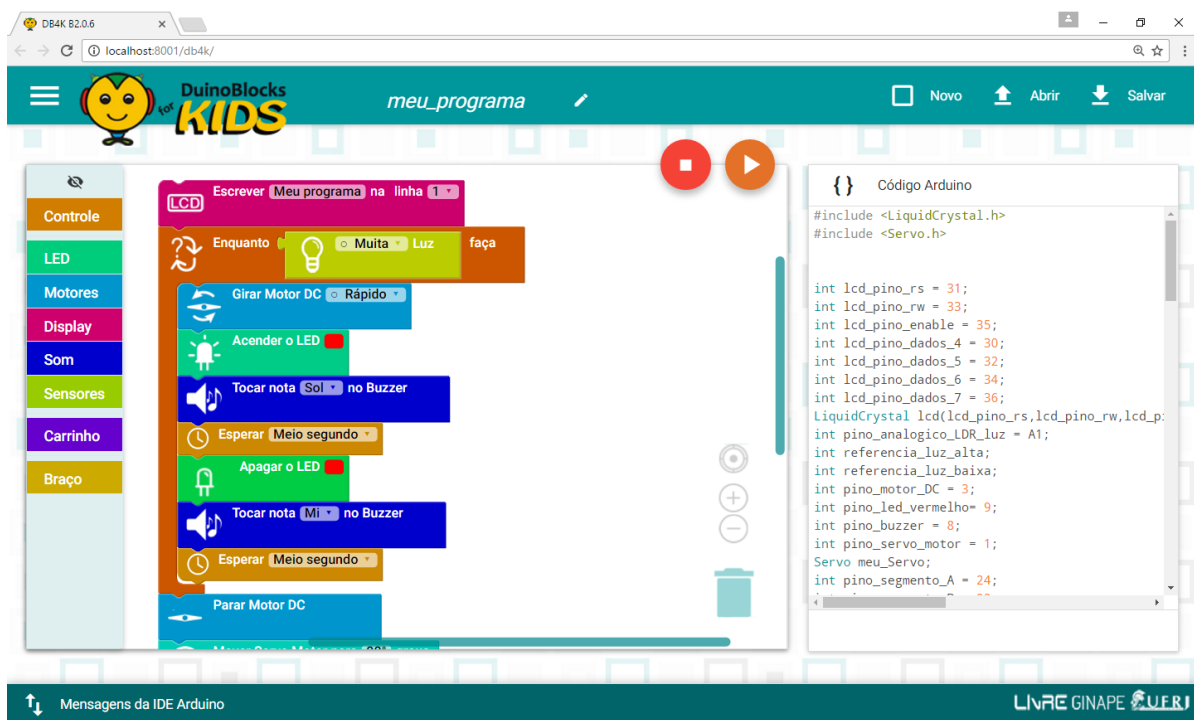 DB4K B2.0.6
localhost:8001/db4k/
for
DuinoBlocks
KIDS
meu_programa
Novo
Abrir
Salvar
Controle
LED
Motores
Display
Som
Sensores
Carrinho
Braço
LCD
Escrever Meu programa na linha 1
Enquanto Muita Luz faça
Girar Motor DC Rápido
Acender o LED
Tocar nota Sol no Buzzer
Esperar Meio segundo
Apagar o LED
Tocar nota Mi no Buzzer
Esperar Meio segundo
Parar Motor DC
{ } Código Arduino
#include <LiquidCrystal.h>
#include <Servo.h>
int lcd_pino_rs = 31;
int lcd_pino_rw = 33;
int lcd_pino_enable = 35;
int lcd_pino_dados_4 = 30;
int lcd_pino_dados_5 = 32;
int lcd_pino_dados_6 = 34;
int lcd_pino_dados_7 = 36;
LiquidCrystal lcd(lcd_pino_rs,lcd_pino_rw,lcd_p
int pino_analogico_LDR_luz = A1;
int referencia_luz_alta;
int referencia_luz_baixa;
int pino_motor_DC = 3;
int pino_led_vermelho= 9;
int pino_buzzer = 8;
int pino_servo_motor = 1;
Servo meu_Servo;
int pino_segmento_A = 24;
Mensagens da IDE Arduino
LIVRE GINAPE UFRJ